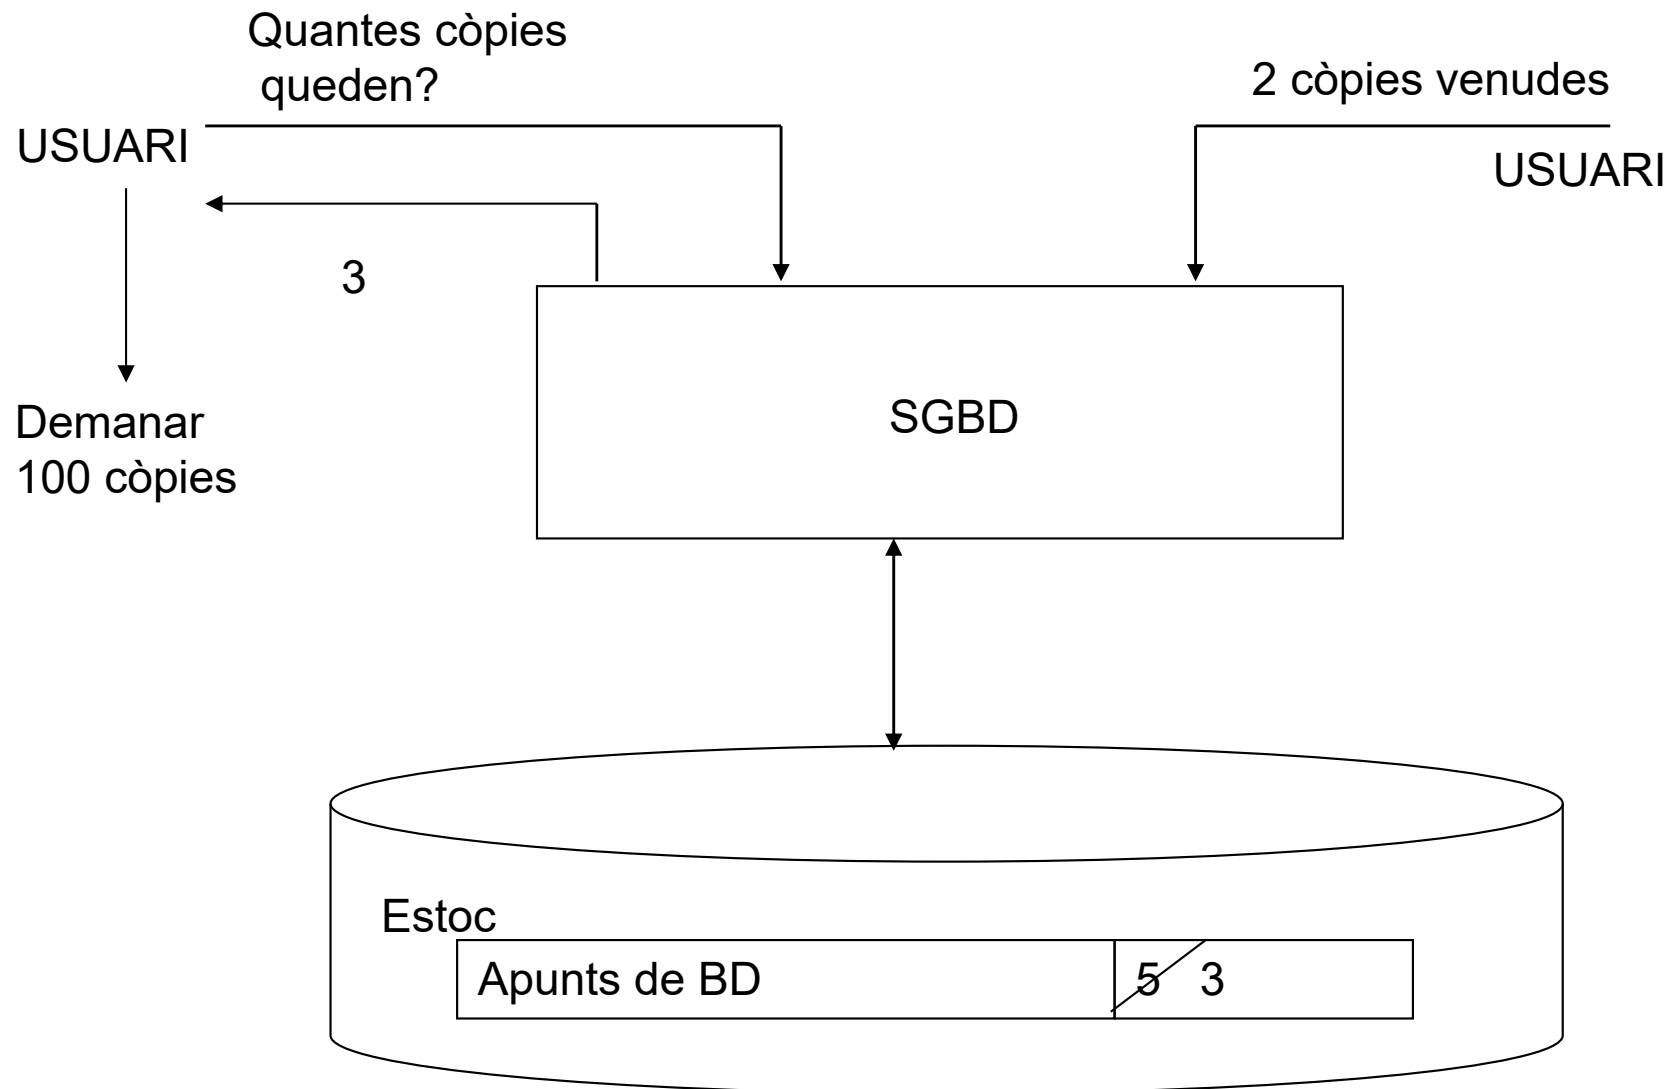 Quantes còpies
queden?
2 còpies venudes
USUARI
USUARI
3
Demanar
100 còpies
SGBD
Estoc
Apunts de BD 5 3